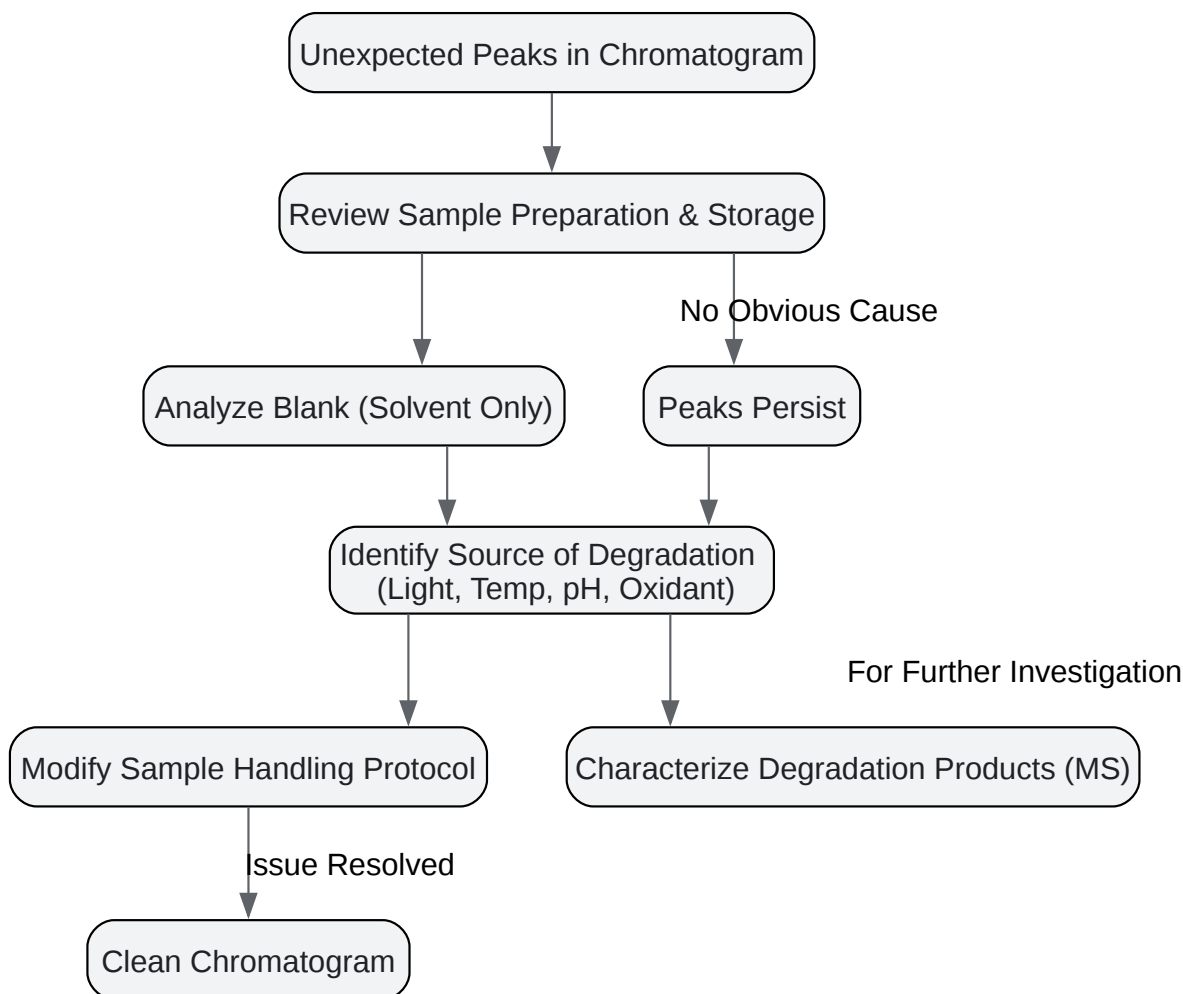 Unexpected Peaks in Chromatogram
Review Sample Preparation & Storage
No Obvious Cause
Analyze Blank (Solvent Only)
Peaks Persist
Identify Source of Degradation
(Light, Temp, pH, Oxidant)
For Further Investigation
Modify Sample Handling Protocol
Characterize Degradation Products (MS)
Issue Resolved
Clean Chromatogram